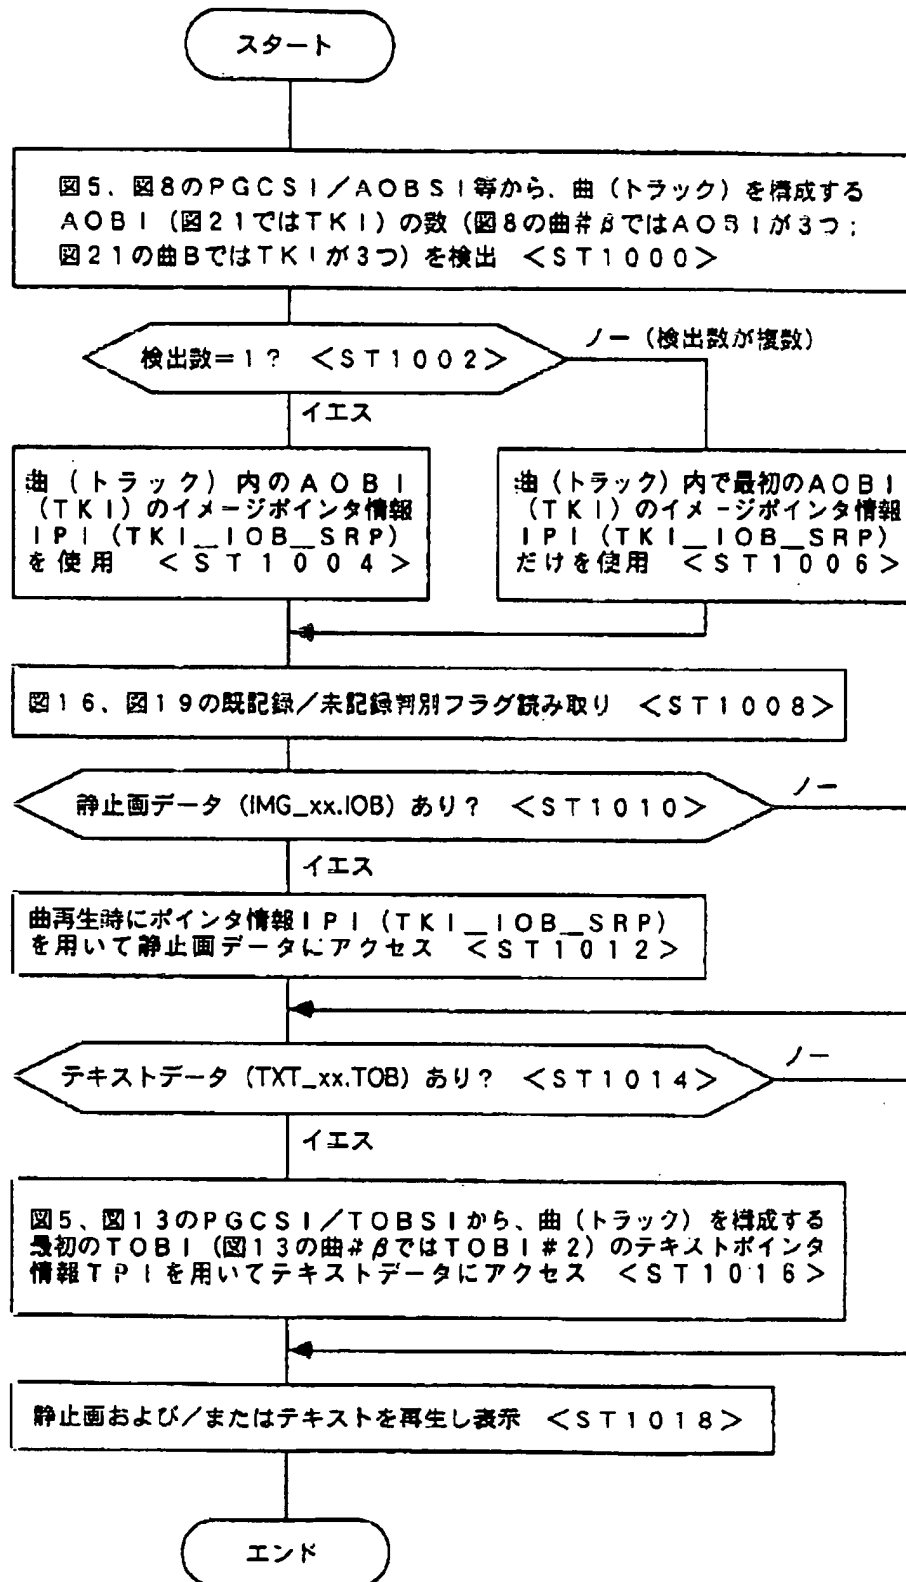 スタート
図5、図8のPGCSI/AOBSI等から、曲(トラック)を構成する
AOBI(図21ではTKI)の数(図8の曲#βではAOBIが3つ;
図21の曲BではTKIが3つ)を検出 <ST1000>
検出数=1? <ST1002>
ノー(検出数が複数)
イエス
曲(トラック)内のAOBI
(TKI)のイメージポインタ情報
IPI(TKI_IOB_SRP)
を使用 <ST1004>
曲(トラック)内で最初のAOBI
(TKI)のイメージポインタ情報
IPI(TKI_IOB_SRP)
だけを使用 <ST1006>
図16、図19の既記録/未記録判別フラグ読み取り <ST1008>
静止画データ(IMG_xx.IOB)あり? <ST1010>
ノー
イエス
曲再生時にポインタ情報IPI(TKI_IOB_SRP)
を用いて静止画データにアクセス <ST1012>
テキストデータ(TXT_xx.TOB)あり? <ST1014>
ノー
イエス
図5、図13のPGCSI/TOBSIから、曲(トラック)を構成する
最初のTOBI(図13の曲#βではTOBI#2)のテキストポインタ
情報TPIを用いてテキストデータにアクセス <ST1016>
静止画および/またはテキストを再生し表示 <ST1018>
エンド